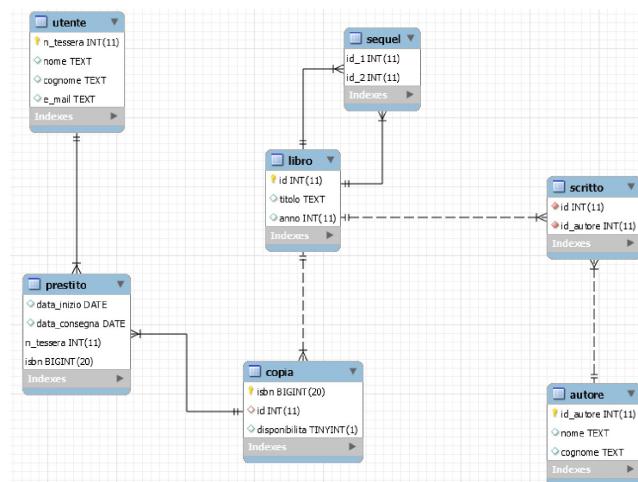 utente
n_tessera INT(11)
nome TEXT
cognome TEXT
e_mail TEXT
Indexes
sequel
id_1 INT(11)
id_2 INT(11)
Indexes
libro
id INT(11)
titolo TEXT
anno INT(11)
Indexes
scritto
id INT(11)
id_autore INT(11)
Indexes
prestito
data_inizio DATE
data_consegna DATE
n_tessera INT(11)
isbn BIGINT(20)
Indexes
copia
isbn BIGINT(20)
id INT(11)
disponibilita TINYINT(1)
Indexes
autore
id_autore INT(11)
nome TEXT
cognome TEXT